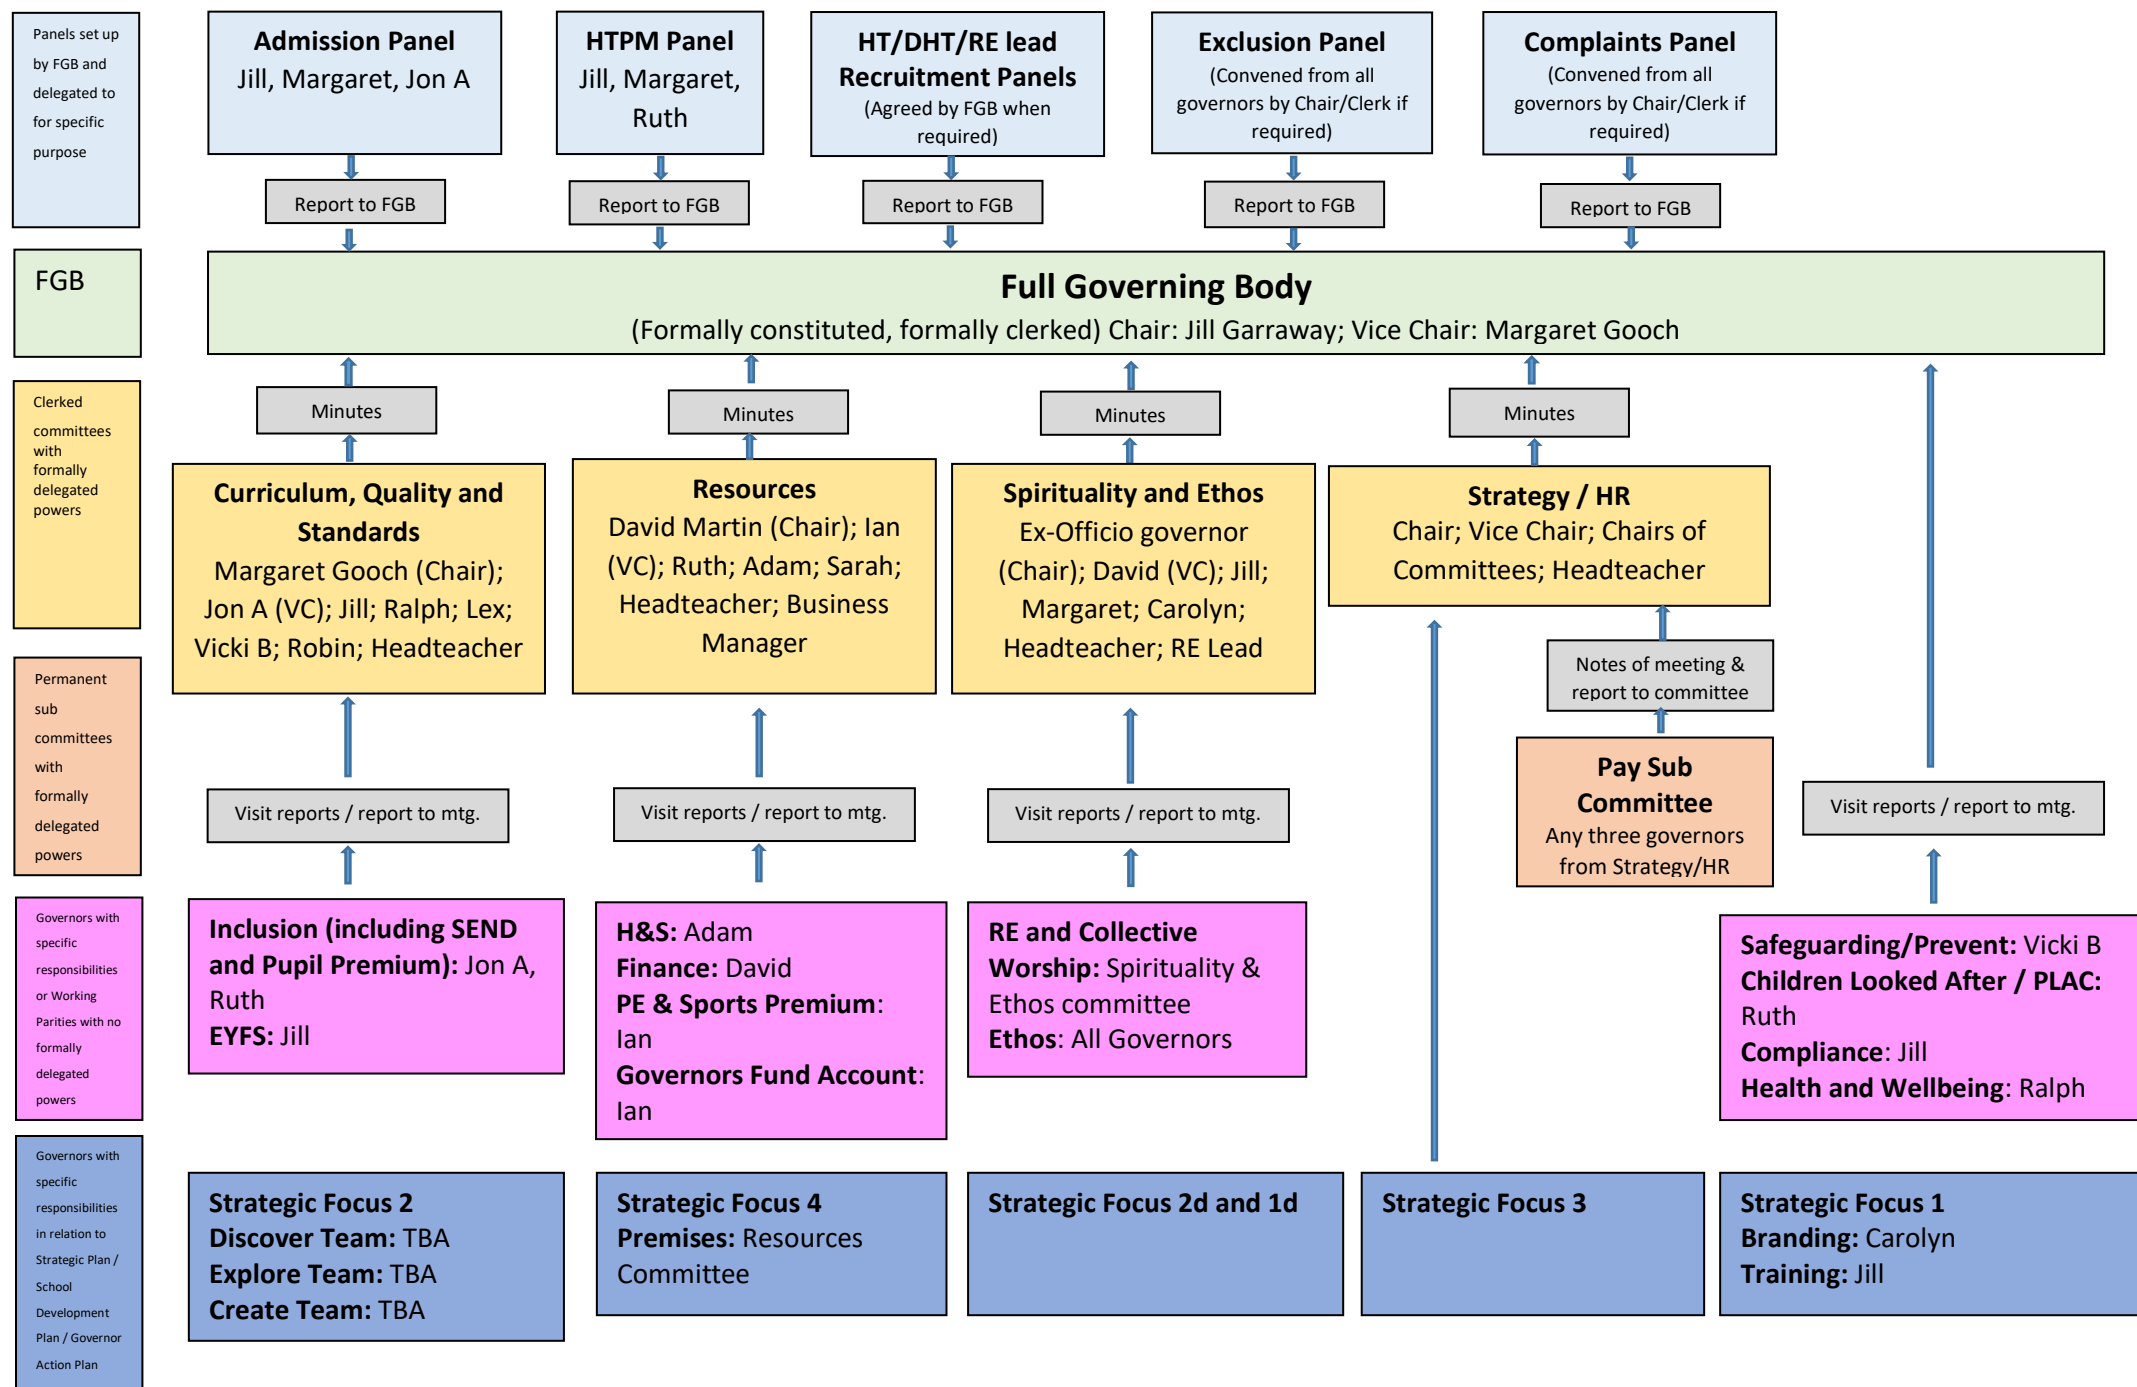 Panels set up
by FGB and
delegated to
for specific
purpose
Admission Panel
Jill, Margaret, Jon A
HTPM Panel
Jill, Margaret,
Ruth
HT/DHT/RE lead
Recruitment Panels
(Agreed by FGB when
required)
Exclusion Panel
(Convened from all
governors by Chair/Clerk if
required)
Complaints Panel
(Convened from all
governors by Chair/Clerk if
required)
Report to FGB
Report to FGB
Report to FGB
Report to FGB
Report to FGB
FGB
Full Governing Body
(Formally constituted, formally clerked) Chair: Jill Garraway; Vice Chair: Margaret Gooch
Clerked
committees
with
formally
delegated
powers
Minutes
Minutes
Minutes
Minutes
Curriculum, Quality and
Standards
Margaret Gooch (Chair);
Jon A (VC); Jill; Ralph; Lex;
Vicki B; Robin; Headteacher
Resources
David Martin (Chair); Ian
(VC); Ruth; Adam; Sarah;
Headteacher; Business
Manager
Spirituality and Ethos
Ex-Officio governor
(Chair); David (VC); Jill;
Margaret; Carolyn;
Headteacher; RE Lead
Strategy / HR
Chair; Vice Chair; Chairs of
Committees; Headteacher
Permanent
sub
committees
with
formally
delegated
powers
Notes of meeting &
report to committee
Pay Sub
Committee
Any three governors
from Strategy/HR
Visit reports / report to mtg.
Visit reports / report to mtg.
Visit reports / report to mtg.
Visit reports / report to mtg.
Governors with
specific
responsibilities
or Working
Parities with no
formally
delegated
powers
Inclusion (including SEND
and Pupil Premium): Jon A,
Ruth
EYFS: Jill
H&S: Adam
Finance: David
PE & Sports Premium:
Ian
Governors Fund Account:
Ian
RE and Collective
Worship: Spirituality &
Ethos committee
Ethos: All Governors
Safeguarding/Prevent: Vicki B
Children Looked After / PLAC:
Ruth
Compliance: Jill
Health and Wellbeing: Ralph
Governors with
specific
responsibilities
in relation to
Strategic Plan /
School
Development
Plan / Governor
Action Plan
Strategic Focus 2
Discover Team: TBA
Explore Team: TBA
Create Team: TBA
Strategic Focus 4
Premises: Resources
Committee
Strategic Focus 2d and 1d
Strategic Focus 3
Strategic Focus 1
Branding: Carolyn
Training: Jill